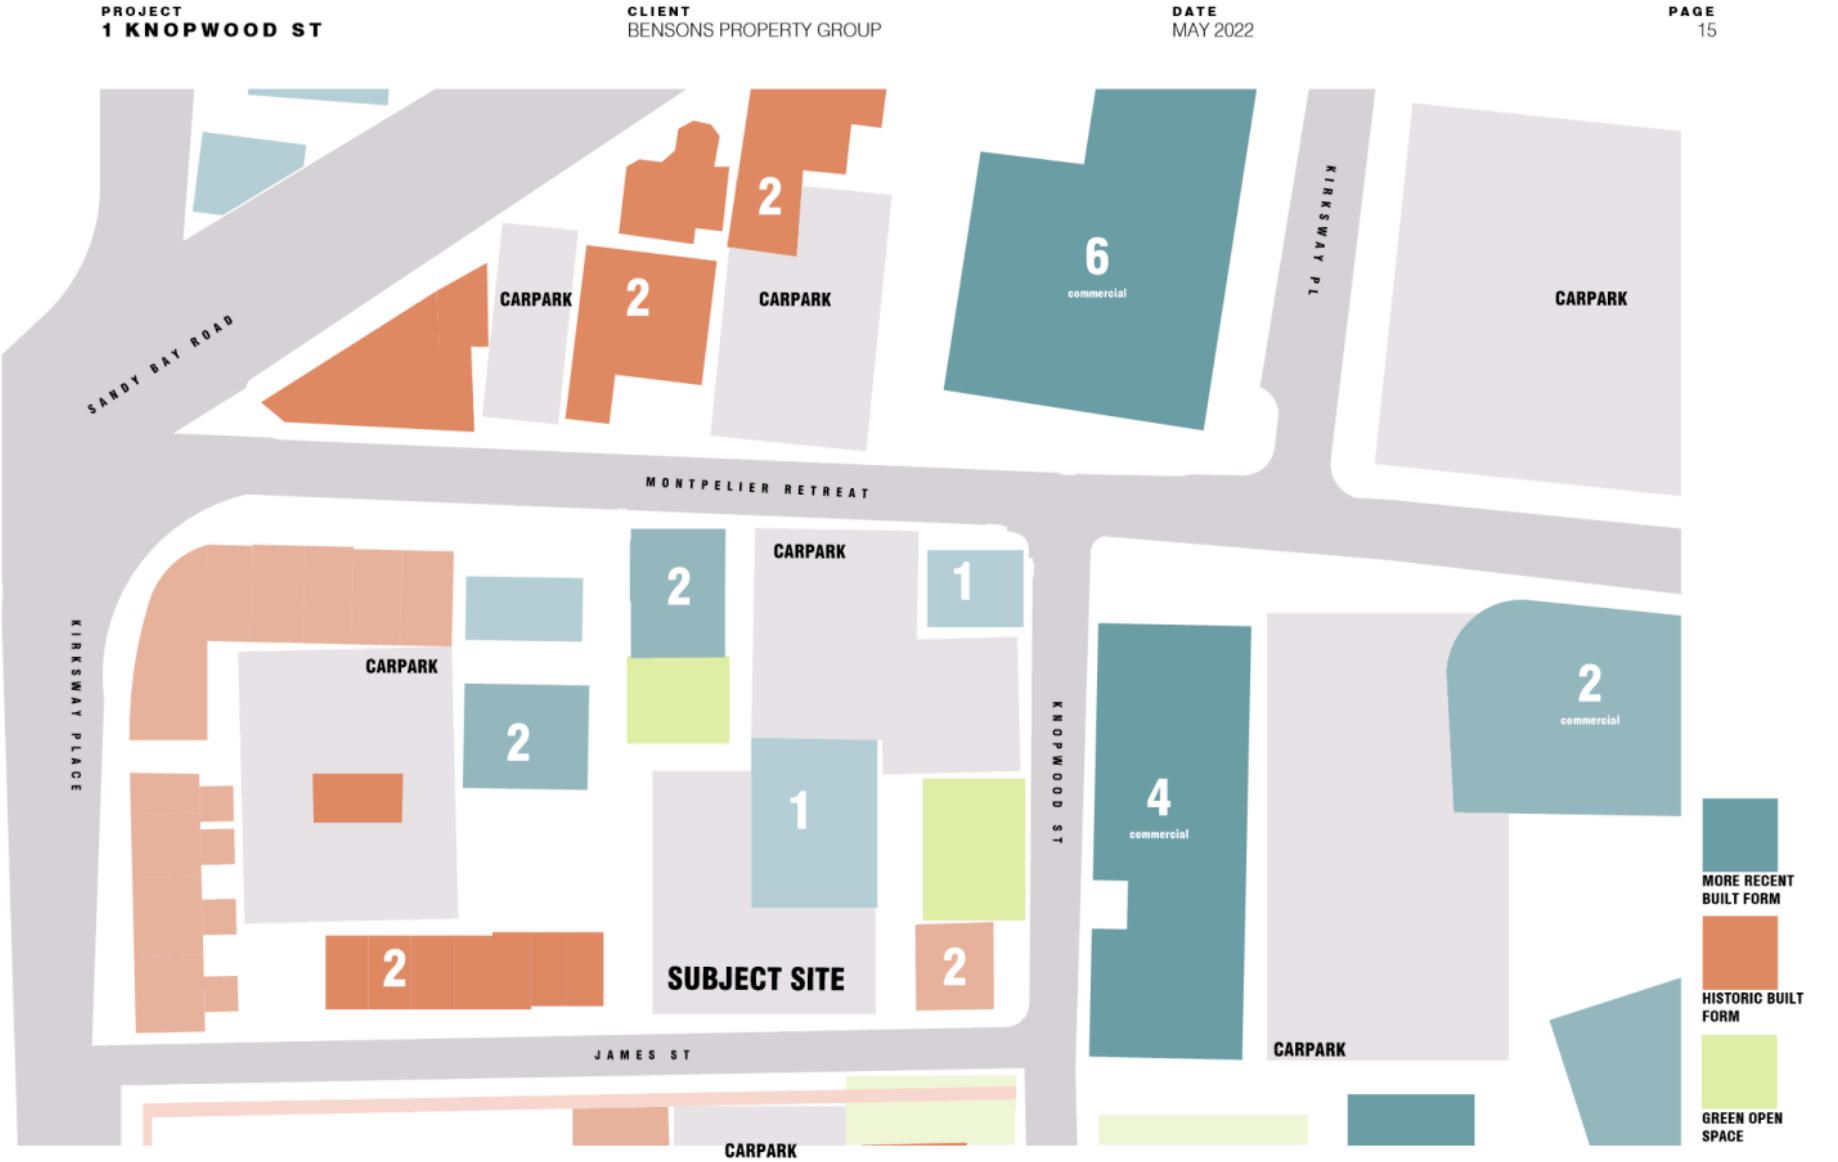 PROJECT
1 KNOPWOOD ST
CLIENT
BENSONS PROPERTY GROUP
DATE
MAY 2022
PAGE
15
SANDY BAY ROAD
CARPARK
2
2
CARPARK
6
commercial
KIRKSWAY PL
CARPARK
MONTPELIER RETREAT
KIRKSWAY PLACE
CARPARK
2
2
CARPARK
1
2
1
SUBJECT SITE
2
KNOPWOOD ST
4
commercial
2
commercial
CARPARK
JAMES ST
CARPARK
MORE RECENT
BUILT FORM
HISTORIC BUILT
FORM
GREEN OPEN
SPACE